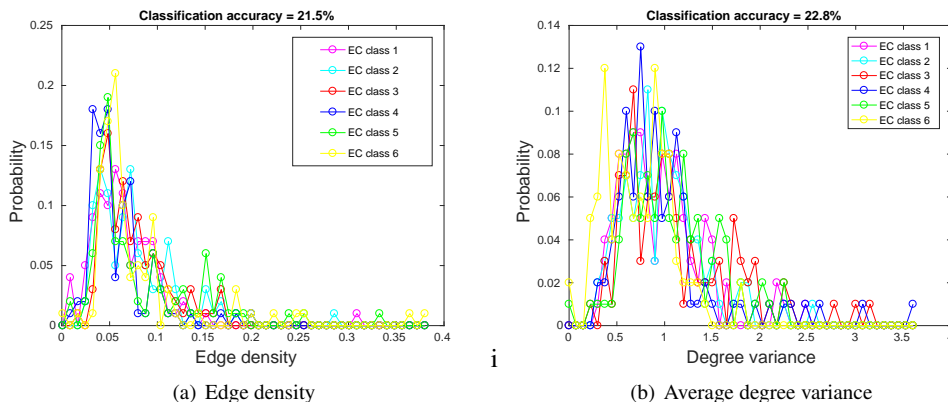 Classification accuracy = 21.5%
0.25
0.2
0.15
0.1
0.05
0
Probability
EC class 1
EC class 2
EC class 3
EC class 4
EC class 5
EC class 6
0 0.05 0.1 0.15 0.2 0.25 0.3 0.35 0.4
Edge density
(a) Edge density
i
Classification accuracy = 22.8%
0.14
0.12
0.1
0.08
0.06
0.04
0.02
0
Probability
EC class 1
EC class 2
EC class 3
EC class 4
EC class 5
EC class 6
0 0.5 1 1.5 2 2.5 3 3.5 4
Degree variance
(b) Average degree variance